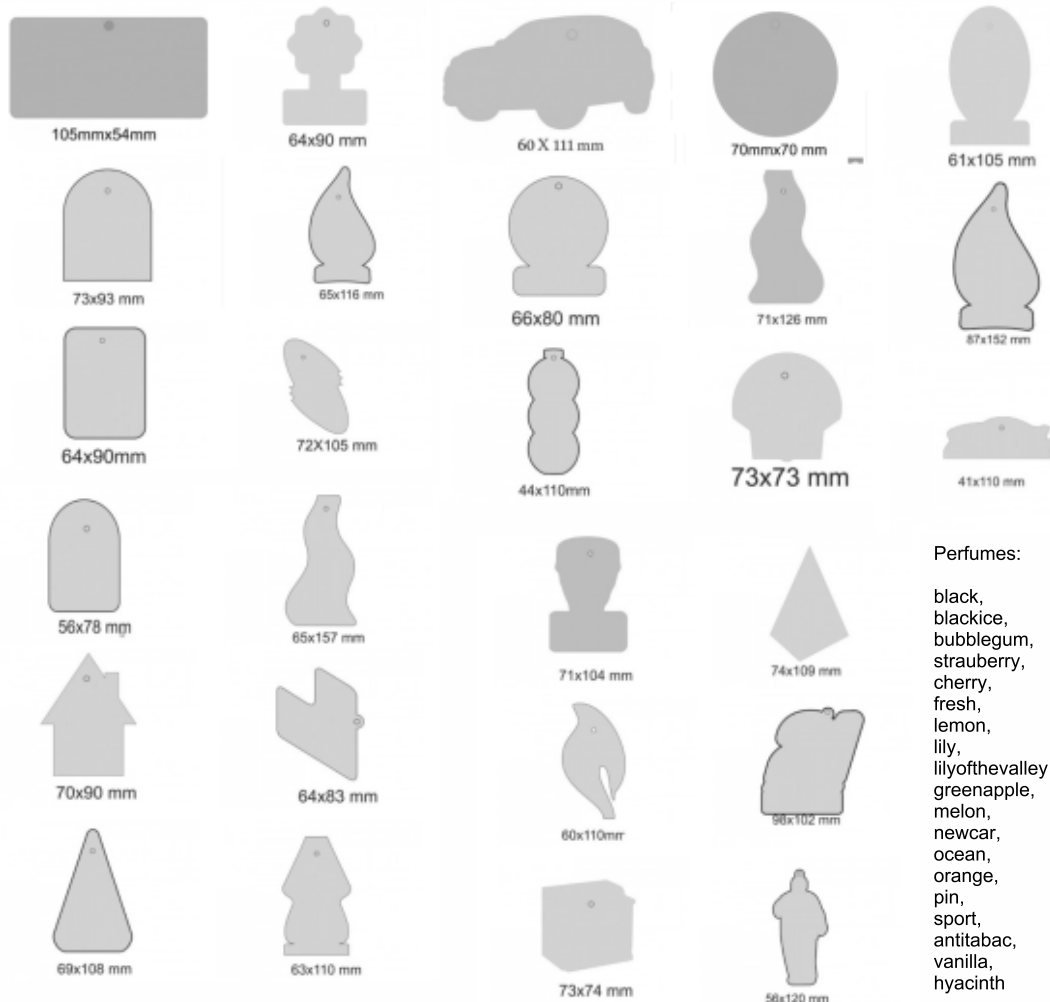 105mmx54mm
64x90 mm
60 X 111 mm
70mmx70 mm
61x105 mm
73x93 mm
65x116 mm
66x80 mm
71x126 mm
87x152 mm
64x90mm
72X105 mm
44x110mm
73x73 mm
41x110 mm
56x78 mm
65x157 mm
71x104 mm
74x109 mm
70x90 mm
64x83 mm
60x110mm
98x102 mm
69x108 mm
63x110 mm
73x74 mm
56x120 mm
Perfumes:
black,
blackice,
bubblegum,
strauberry,
cherry,
fresh,
lemon,
lily,
lilyofthevalley
greenapple,
melon,
newcar,
ocean,
orange,
pin,
sport,
antitabac,
vanilla,
hyacinth